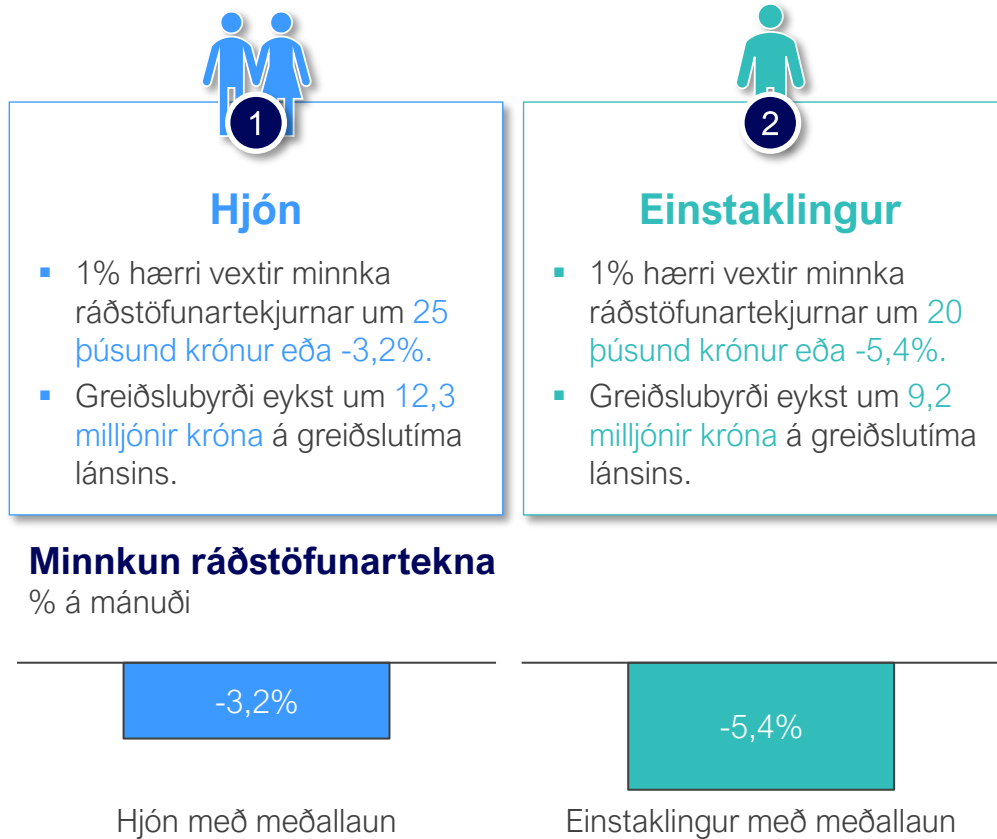 1
Hjón
▪ 1% hærri vextir minnka
ráðstöfunartekjurnar um 25
þúsund krónur eða -3,2%.
▪ Greiðslubyrði eykst um 12,3
milljónir króna á greiðslutíma
lánsins.
2
Einstaklingur
▪ 1% hærri vextir minnka
ráðstöfunartekjurnar um 20
þúsund krónur eða -5,4%.
▪ Greiðslubyrði eykst um 9,2
milljónir króna á greiðslutíma
lánsins.
Minnkun ráðstöfunartekna
% á mánuði
-3,2%
Hjón með meðallaun
-5,4%
Einstaklingur með meðallaun